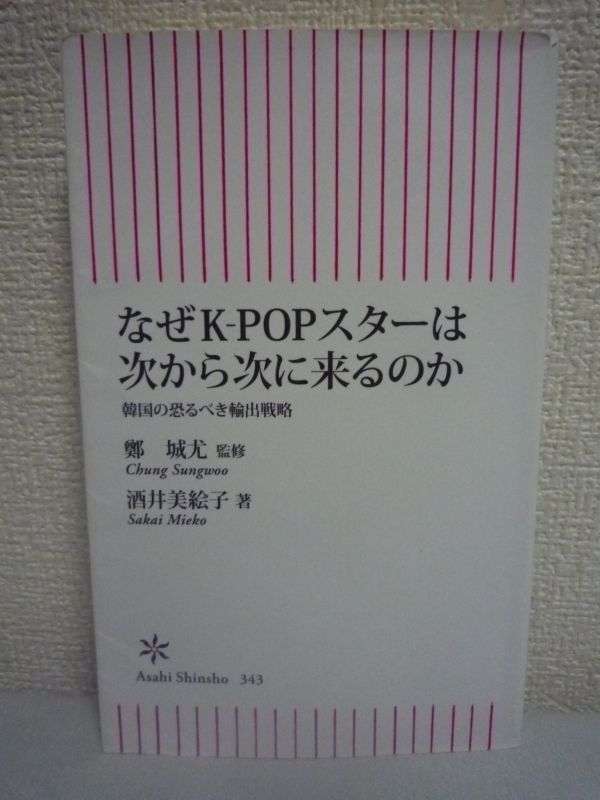 なぜK-POPスターは
次から次に来るのか
韓国の恐るべき輸出戦略
鄭 城尤 監修
Chung Sungwoo
酒井美絵子 著
Sakai Mieko
Asahi Shinsho 343